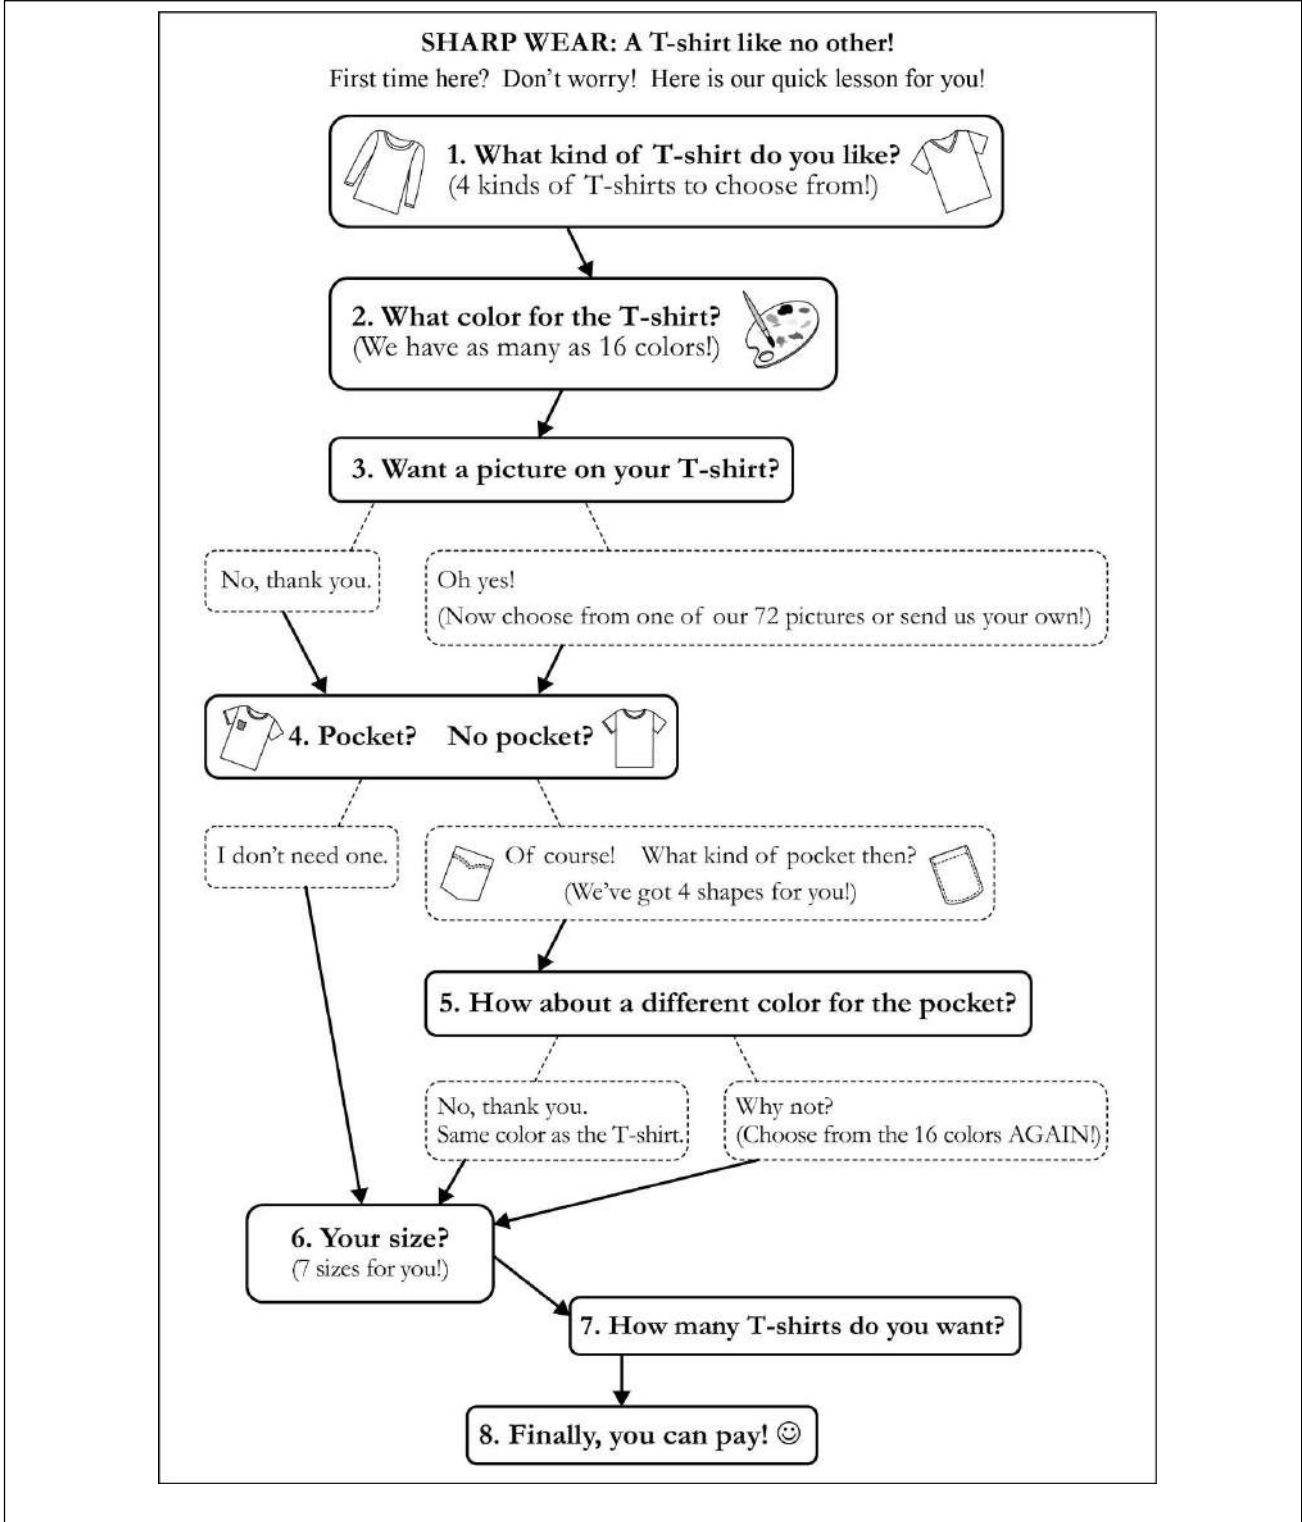 SHARP WEAR: A T-shirt like no other!
First time here? Don't worry! Here is our quick lesson for you!
1. What kind of T-shirt do you like?
(4 kinds of T-shirts to choose from!)
2. What color for the T-shirt?
(We have as many as 16 colors!)
3. Want a picture on your T-shirt?
No, thank you.
Oh yes!
(Now choose from one of our 72 pictures or send us your own!)
4. Pocket? No pocket?
I don't need one.
Of course! What kind of pocket then?
(We've got 4 shapes for you!)
5. How about a different color for the pocket?
No, thank you.
Same color as the T-shirt.
Why not?
(Choose from the 16 colors AGAIN!)
6. Your size?
(7 sizes for you!)
7. How many T-shirts do you want?
8. Finally, you can pay! ☺